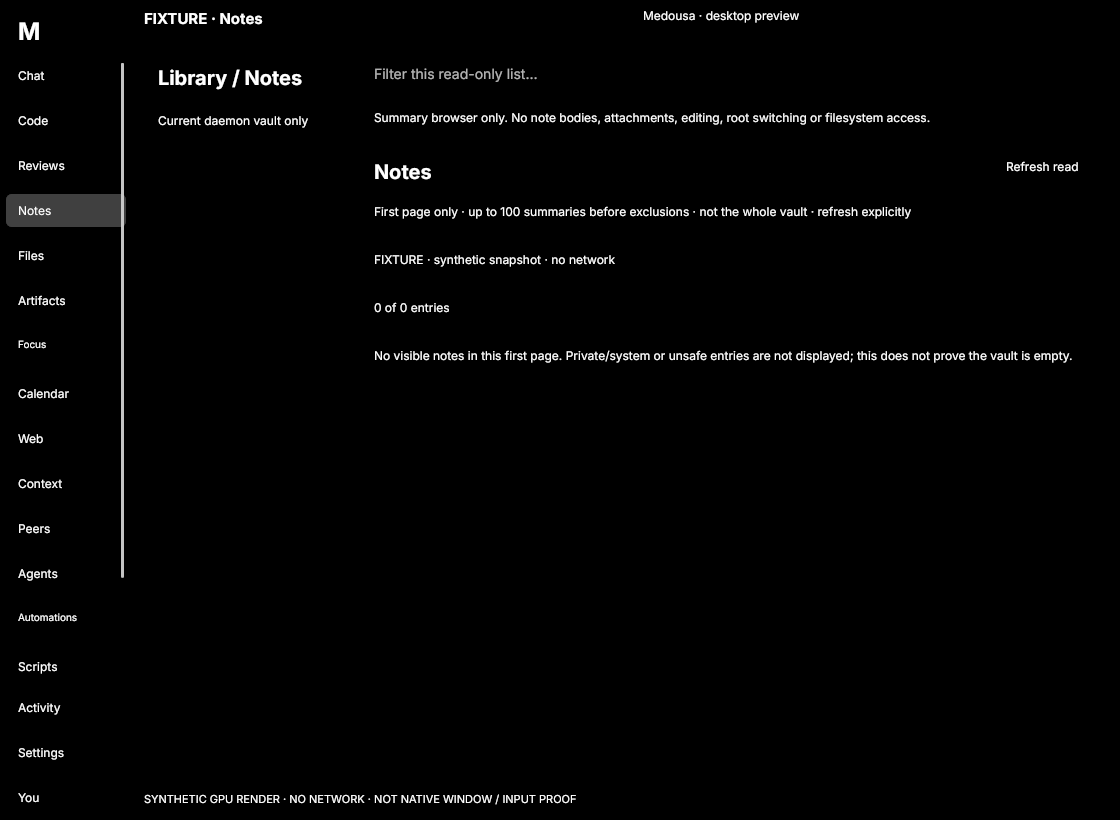 M
FIXTURE · Notes
Medousa · desktop preview
Chat
Code
Reviews
Notes
Files
Artifacts
Focus
Calendar
Web
Context
Peers
Agents
Automations
Scripts
Activity
Settings
You
Library / Notes
Current daemon vault only
Filter this read-only list...
Summary browser only. No note bodies, attachments, editing, root switching or filesystem access.
Notes
Refresh read
First page only · up to 100 summaries before exclusions · not the whole vault · refresh explicitly
FIXTURE · synthetic snapshot · no network
0 of 0 entries
No visible notes in this first page. Private/system or unsafe entries are not displayed; this does not prove the vault is empty.
SYNTHETIC GPU RENDER · NO NETWORK · NOT NATIVE WINDOW / INPUT PROOF